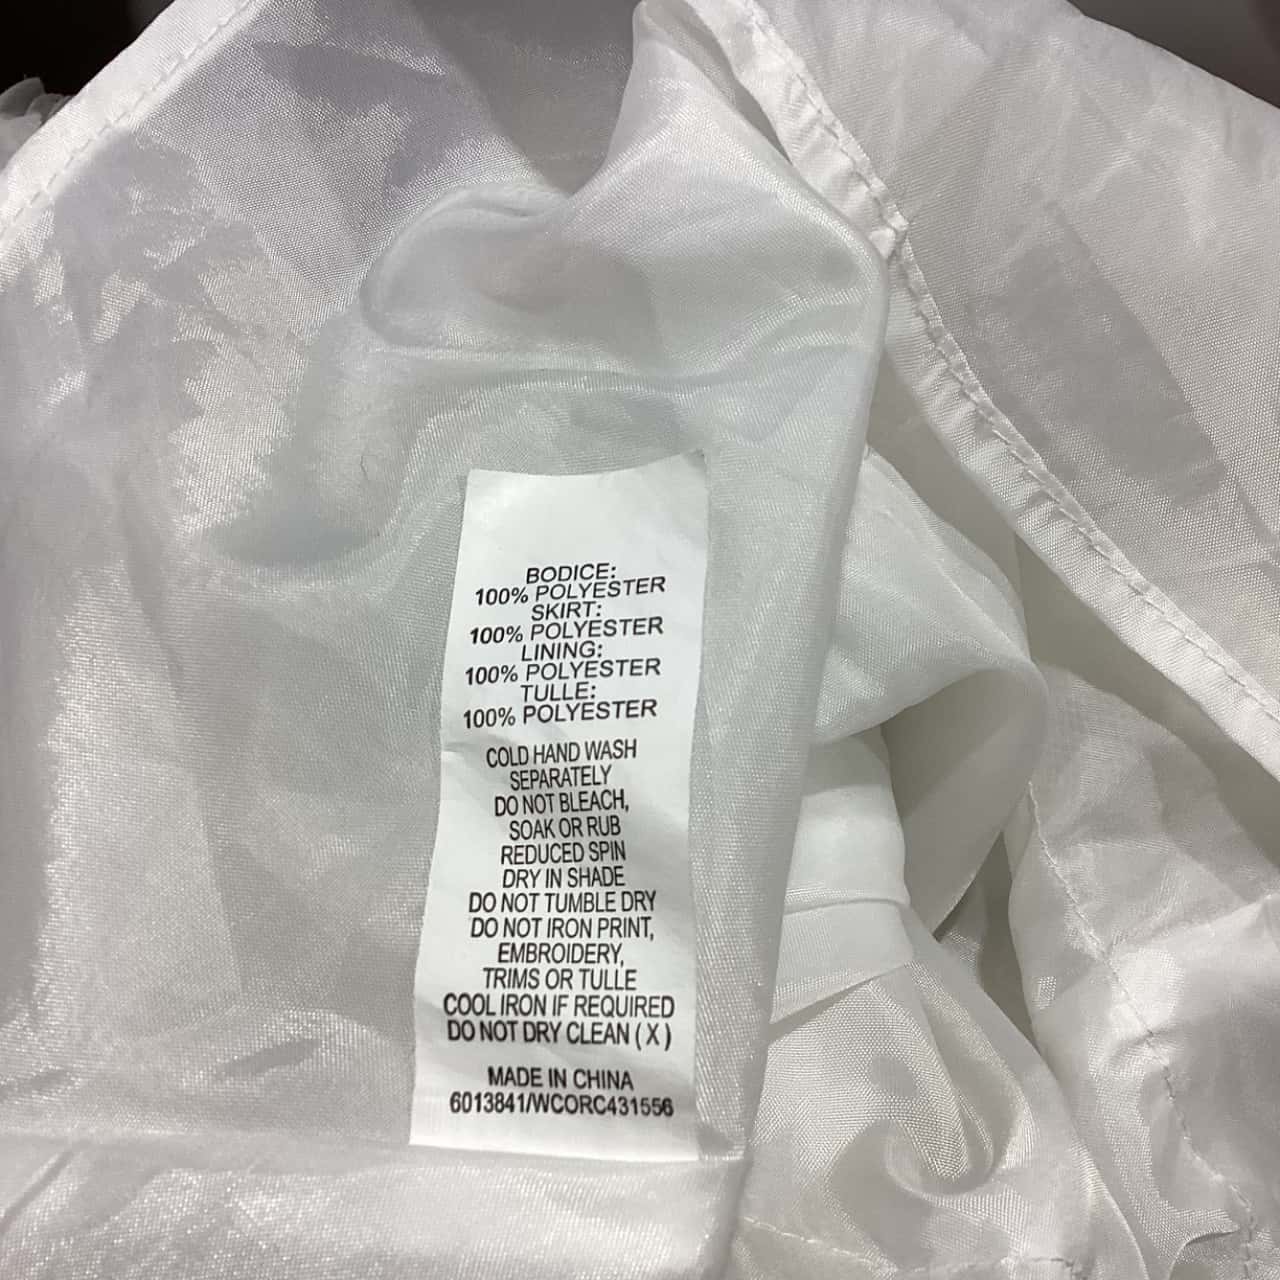 BODICE:
100% POLYESTER
SKIRT:
100% POLYESTER
LINING:
100% POLYESTER
TULLE:
100% POLYESTER
COLD HAND WASH
SEPARATELY
DO NOT BLEACH,
SOAK OR RUB
REDUCED SPIN
DRY IN SHADE
DO NOT TUMBLE DRY
DO NOT IRON PRINT,
EMBROIDERY,
TRIMS OR TULLE
COOL IRON IF REQUIRED
DO NOT DRY CLEAN ( X )
MADE IN CHINA
6013841/WCORC431556